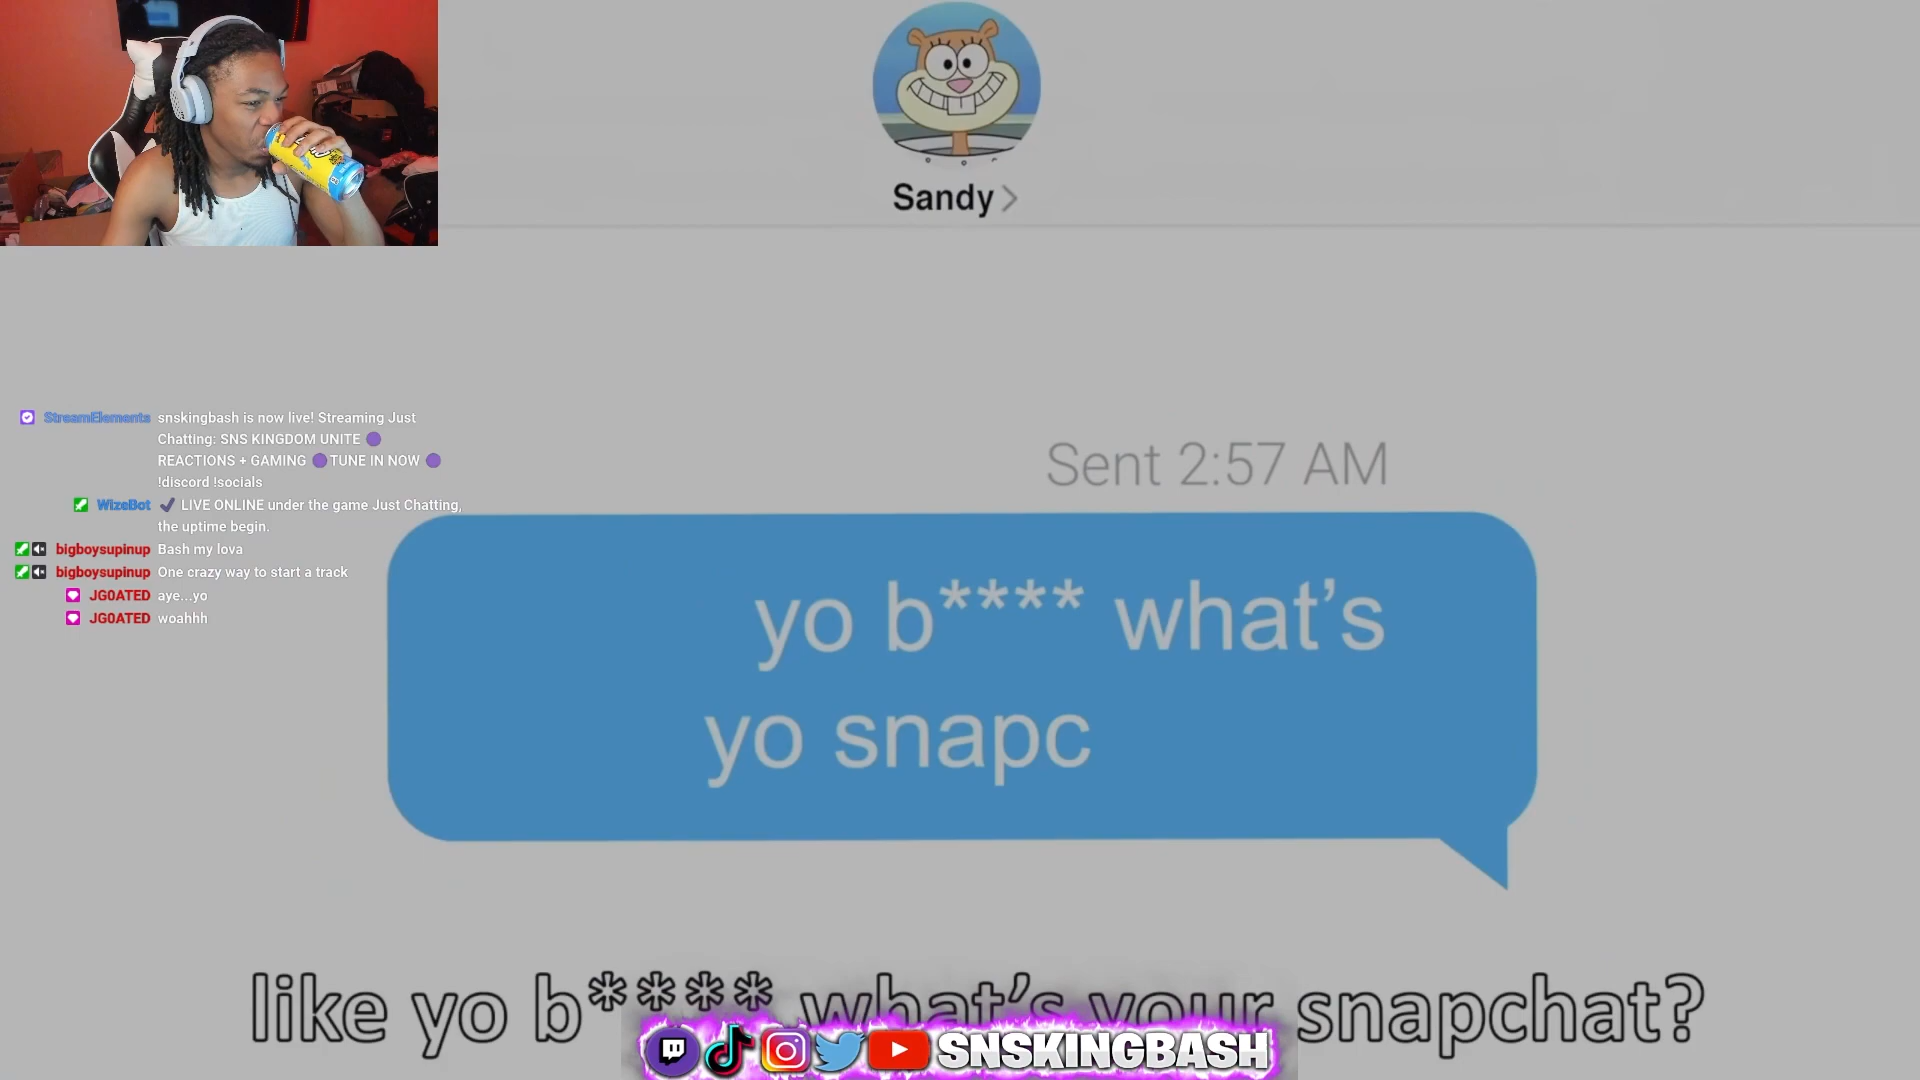 Sandy
StreamElements snskingbash is now live! Streaming Just
Chatting: SNS KINGDOM UNITE
REACTIONS + GAMING TUNE IN NOW
!discord !socials
WizeBot LIVE ONLINE under the game Just Chatting,
the uptime begin.
bigboysupinup Bash my lova
bigboysupinup One crazy way to start a track
JG0ATED aye...yo
JG0ATED woahhh
Sent 2:57 AM
yo b**** what’s
yo snapc
like yo b**** what’s your snapchat?
SNSKINGBASH